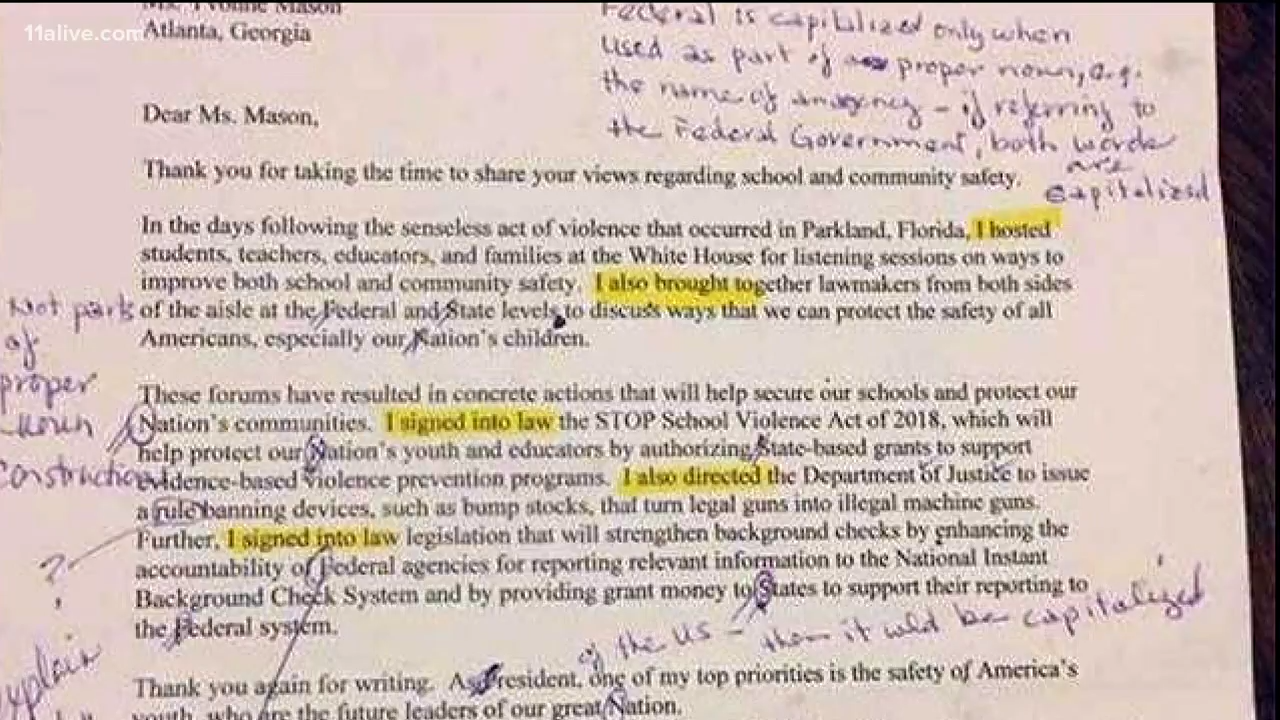 11alive.com
Ms. Yvonne Mason
Atlanta, Georgia
Federal is capitalized only when
used as part of a proper noun, e.g.
the name of an agency – if referring to
the Federal Government, both words
are
capitalized
Dear Ms. Mason,
Thank you for taking the time to share your views regarding school and community safety.
In the days following the senseless act of violence that occurred in Parkland, Florida, I hosted
students, teachers, educators, and families at the White House for listening sessions on ways to
improve both school and community safety. I also brought together lawmakers from both sides
of the aisle at the Federal and State levels to discuss ways that we can protect the safety of all
Americans, especially our Nation's children.
Not part
of
proper
noun
construction
These forums have resulted in concrete actions that will help secure our schools and protect our
Nation's communities. I signed into law the STOP School Violence Act of 2018, which will
help protect our Nation's youth and educators by authorizing State-based grants to support
evidence-based violence prevention programs. I also directed the Department of Justice to issue
a rule banning devices, such as bump stocks, that turn legal guns into illegal machine guns.
Further, I signed into law legislation that will strengthen background checks by enhancing the
accountability of Federal agencies for reporting relevant information to the National Instant
Background Check System and by providing grant money to States to support their reporting to
the Federal system.
?
explain
of the US – then it wld be capitalized
Thank you again for writing. As President, one of my top priorities is the safety of America's
youth, who are the future leaders of our great Nation.